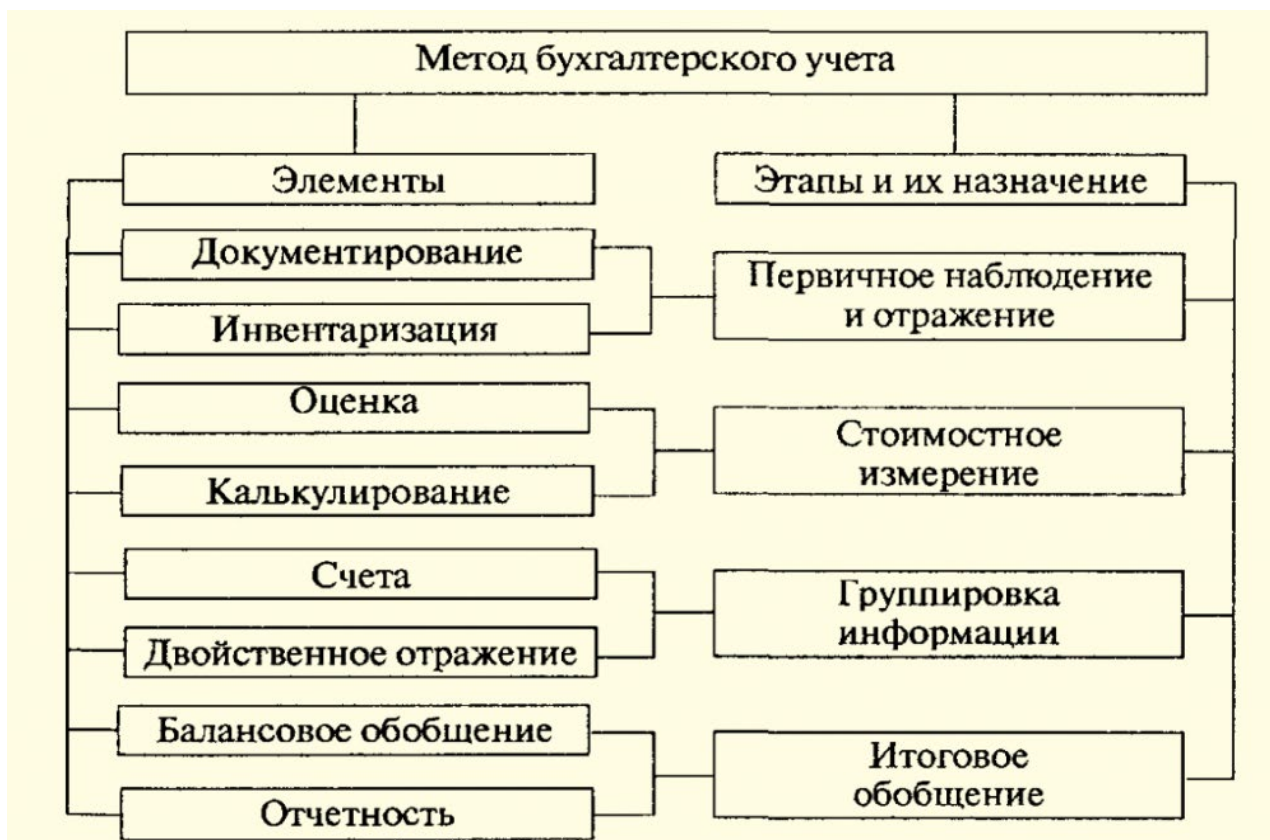 Метод бухгалтерского учета
Элементы
Этапы и их назначение
Документирование
Инвентаризация
Первичное наблюдение
и отражение
Оценка
Калькулирование
Стоимостное
измерение
Счета
Двойственное отражение
Группировка
информации
Балансовое обобщение
Отчетность
Итоговое
обобщение